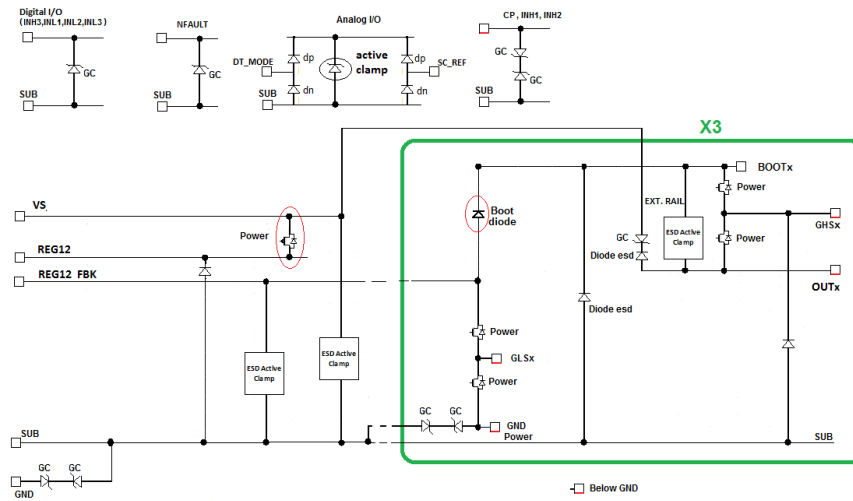 Digital I/O
(INH3,INL1,INL2,INL3)
GC
SUB
NFAULT
GC
SUB
Analog I/O
DT_MODE
dp
active
clamp
dp
SC_REF
dn
dn
SUB
CP , INH1, INH2
GC
GC
SUB
X3
VS
Power
REG12
REG12 FBK
ESD Active
Clamp
ESD Active
Clamp
SUB
GC
GC
GND
BOOTx
Boot
diode
EXT. RAIL
Power
GHSx
GC
Diode esd
ESD Active
Clamp
Power
OUTx
Diode esd
Power
GLSx
Power
GC
GC
GND
Power
SUB
Below GND